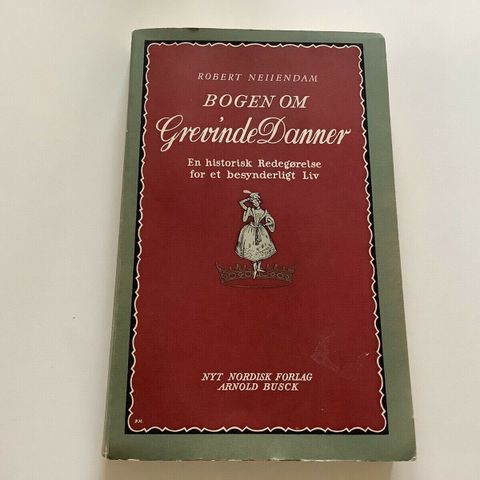 ROBERT NEIIENDAM
BOGEN OM
Grevinde Danner
En historisk Redegørelse
for et besynderligt Liv
NYT NORDISK FORLAG
ARNOLD BUSCK